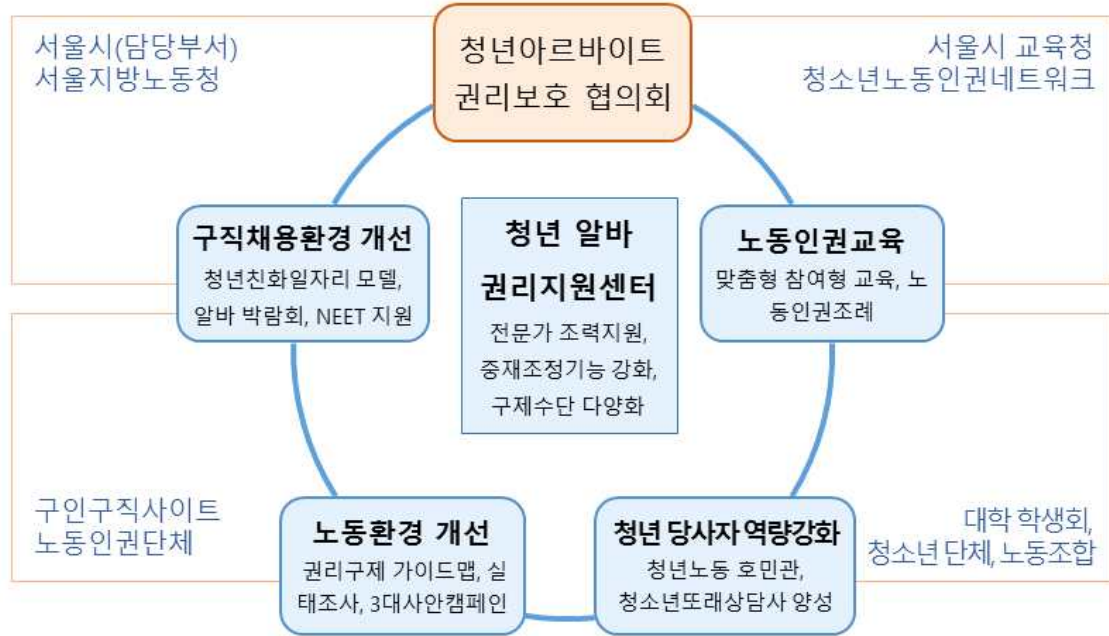 서울시(담당부서)
서울지방노동청
청년아르바이트
권리보호 협의회
서울시 교육청
청소년노동인권네트워크
구직채용환경 개선
청년친화일자리 모델,
알바 박람회, NEET 지원
청년 알바
권리지원센터
전문가 조력지원,
중재조정기능 강화,
구제수단 다양화
노동인권교육
맞춤형 참여형 교육, 노
동인권조례
구인구직사이트
노동인권단체
노동환경 개선
권리구제 가이드맵, 실
태조사, 3대사안캠페인
청년 당사자 역량강화
청년노동 호민관,
청소년또래상담사 양성
대학 학생회,
청소년 단체, 노동조합